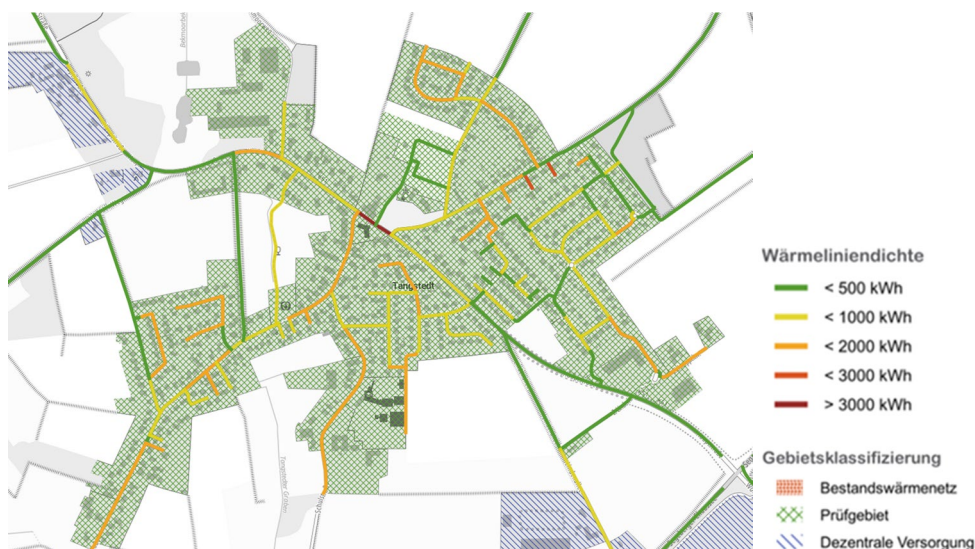 Tangstedt
Wärmeliniendichte
< 500 kWh
< 1000 kWh
< 2000 kWh
< 3000 kWh
> 3000 kWh
Gebietsklassifizierung
Bestandswärmenetz
Prüfgebiet
Dezentrale Versorgung